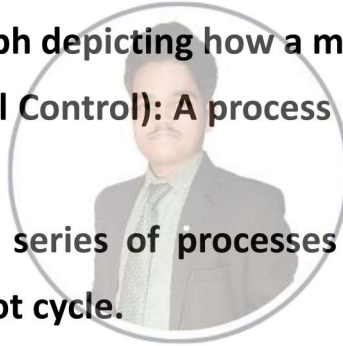 ph depicting how a m
l Control): A process
series of processes
ot cycle.